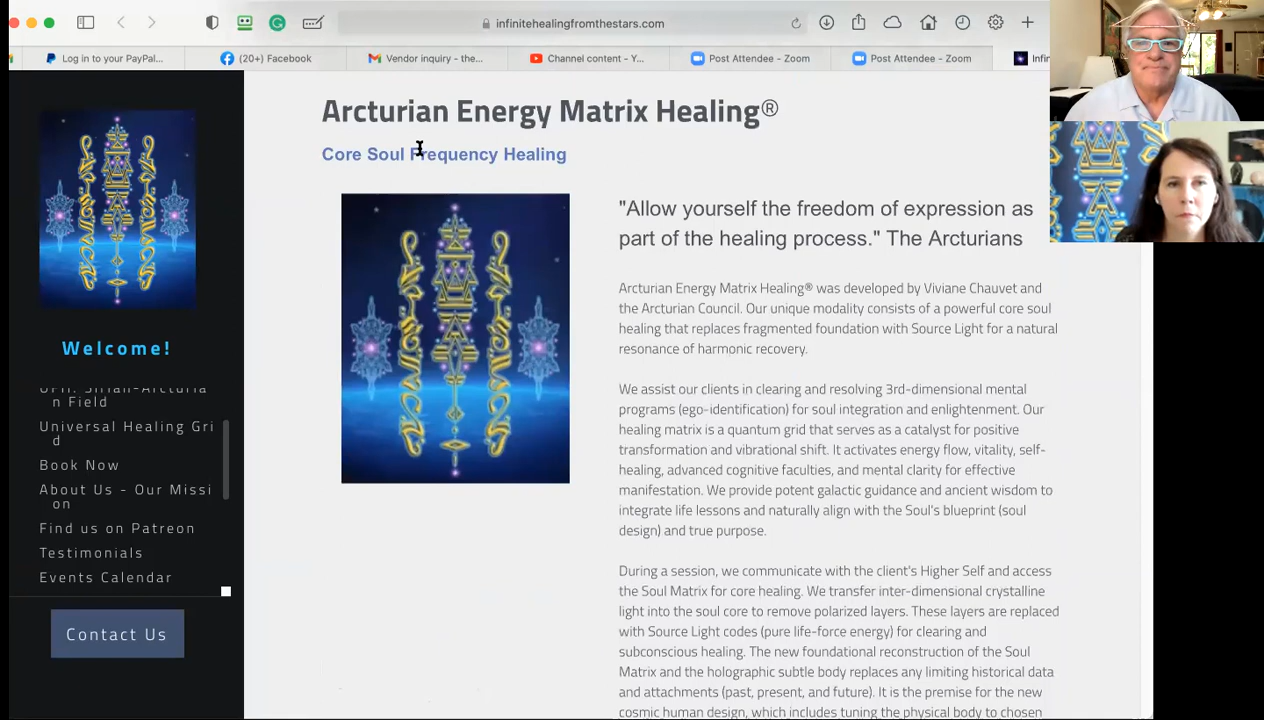 infinitehealingfromthestars.com
Log in to your PayPal...
(20+) Facebook
Vendor inquiry - the...
Channel content - Y...
Post Attendee - Zoom
Post Attendee - Zoom
Infin
Arcturian Energy Matrix Healing®
Core Soul Frequency Healing
"Allow yourself the freedom of expression as
part of the healing process." The Arcturians
Arcturian Energy Matrix Healing® was developed by Viviane Chauvet and
the Arcturian Council. Our unique modality consists of a powerful core soul
healing that replaces fragmented foundation with Source Light for a natural
resonance of harmonic recovery.
We assist our clients in clearing and resolving 3rd-dimensional mental
programs (ego-identification) for soul integration and enlightenment. Our
healing matrix is a quantum grid that serves as a catalyst for positive
transformation and vibrational shift. It activates energy flow, vitality, self-
healing, advanced cognitive faculties, and mental clarity for effective
manifestation. We provide potent galactic guidance and ancient wisdom to
integrate life lessons and naturally align with the Soul's blueprint (soul
design) and true purpose.
During a session, we communicate with the client's Higher Self and access
the Soul Matrix for core healing. We transfer inter-dimensional crystalline
light into the soul core to remove polarized layers. These layers are replaced
with Source Light codes (pure life-force energy) for clearing and
subconscious healing. The new foundational reconstruction of the Soul
Matrix and the holographic subtle body replaces any limiting historical data
and attachments (past, present, and future). It is the premise for the new
cosmic human design, which includes tuning the physical body to chosen
Welcome!
n Field
Universal Healing Gri
d
Book Now
About Us - Our Missi
on
Find us on Patreon
Testimonials
Events Calendar
Contact Us